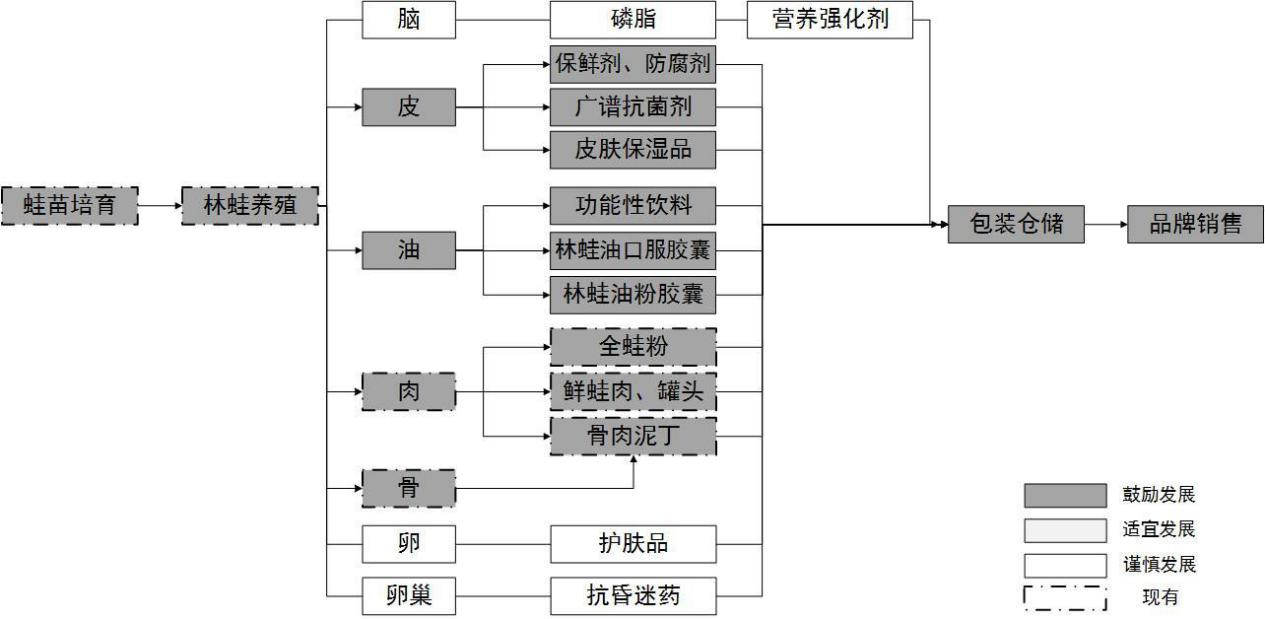 脑
磷脂
营养强化剂
保鲜剂、防腐剂
皮
广谱抗菌剂
皮肤保湿品
蛙苗培育
林蛙养殖
功能性饮料
油
林蛙油口服胶囊
林蛙油粉胶囊
包装仓储
品牌销售
全蛙粉
肉
鲜蛙肉、罐头
骨肉泥丁
骨
卵
护肤品
卵巢
抗昏迷药
鼓励发展
适宜发展
谨慎发展
现有